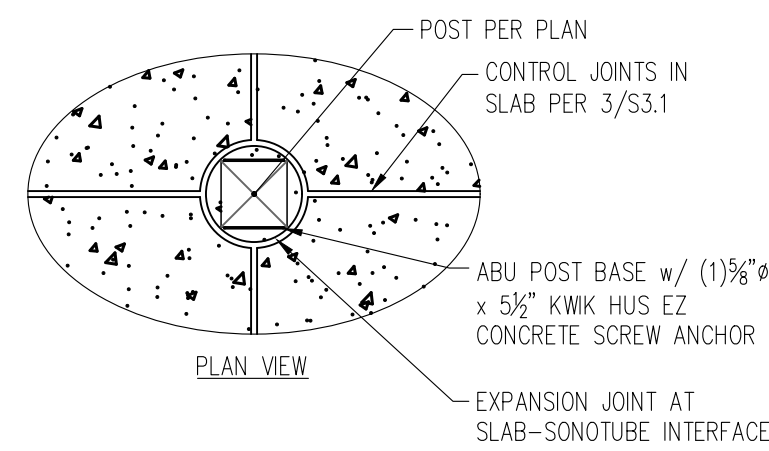 POST PER PLAN
CONTROL JOINTS IN
SLAB PER 3/S3.1
ABU POST BASE w/ (1)⅝"ø
x 5½" KWIK HUS EZ
CONCRETE SCREW ANCHOR
PLAN VIEW
EXPANSION JOINT AT
SLAB-SONOTUBE INTERFACE